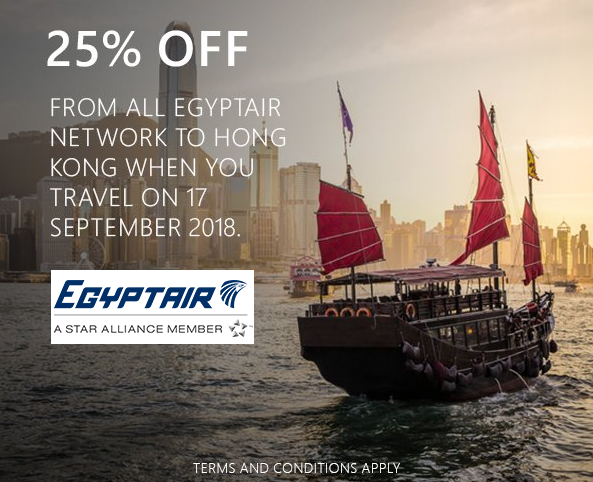 25% OFF
FROM ALL EGYPTAIR
NETWORK TO HONG
KONG WHEN YOU
TRAVEL ON 17
SEPTEMBER 2018.
EGYPTAIR
A STAR ALLIANCE MEMBER
TERMS AND CONDITIONS APPLY